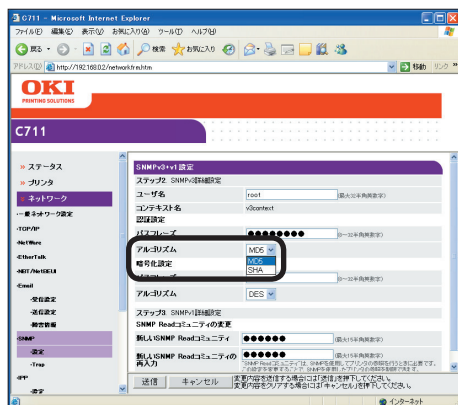 C711 - Microsoft Internet Explorer
ファイル(F) 編集(E) 表示(V) お気に入り(A) ツール(T) ヘルプ(H)
戻る 検索 お気に入り
アドレス(D) http://192.168.0.2/networkfrm.htm 移動 リンク »
OKI
PRINTING SOLUTIONS
C711
» ステータス
» プリンタ
» ネットワーク
一般ネットワーク設定
·TCP/IP
·NetWare
·EtherTalk
·NBT/NetBEUI
·Email
·受信設定
·送信設定
·SNMP
·設定
·Trap
·IPP
·設定
SNMPv3+v1 設定
ステップ2. SNMPv3詳細設定
ユーザ名 root (最大32半角英数字)
コンテキスト名 v3context
認証設定
パスフレーズ ●●●●●●●● (8~32半角英数字)
アルゴリズム MD5
MD5
SHA
暗号化設定
パスフレーズ (8~32半角英数字)
アルゴリズム DES
ステップ3. SNMPv1詳細設定
SNMP Readコミュニティの変更
新しいSNMP Readコミュニティ ●●●●●● (最大15半角英数字)
新しいSNMP Readコミュニティの再入力 ●●●●●● (最大15半角英数字)
送信 キャンセル
変更内容を送信する場合には「送信」を押下してください。
変更内容をクリアする場合には「キャンセル」を押下してください。
インターネット